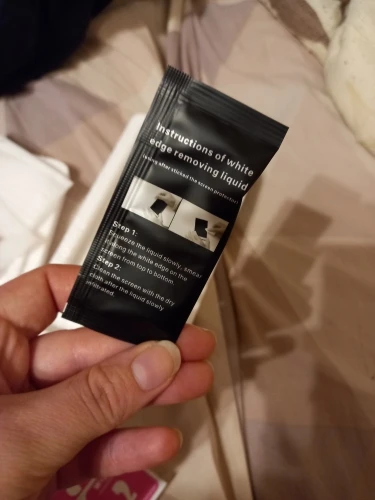 Instructions of white
edge removing liquid
after sticked the screen protector
Step 1:
Squeeze the liquid slowly, smear
the white edge on the
screen from top to bottom.
Step 2:
Clean the screen with the dry
cloth after the liquid slowly
infiltrated.